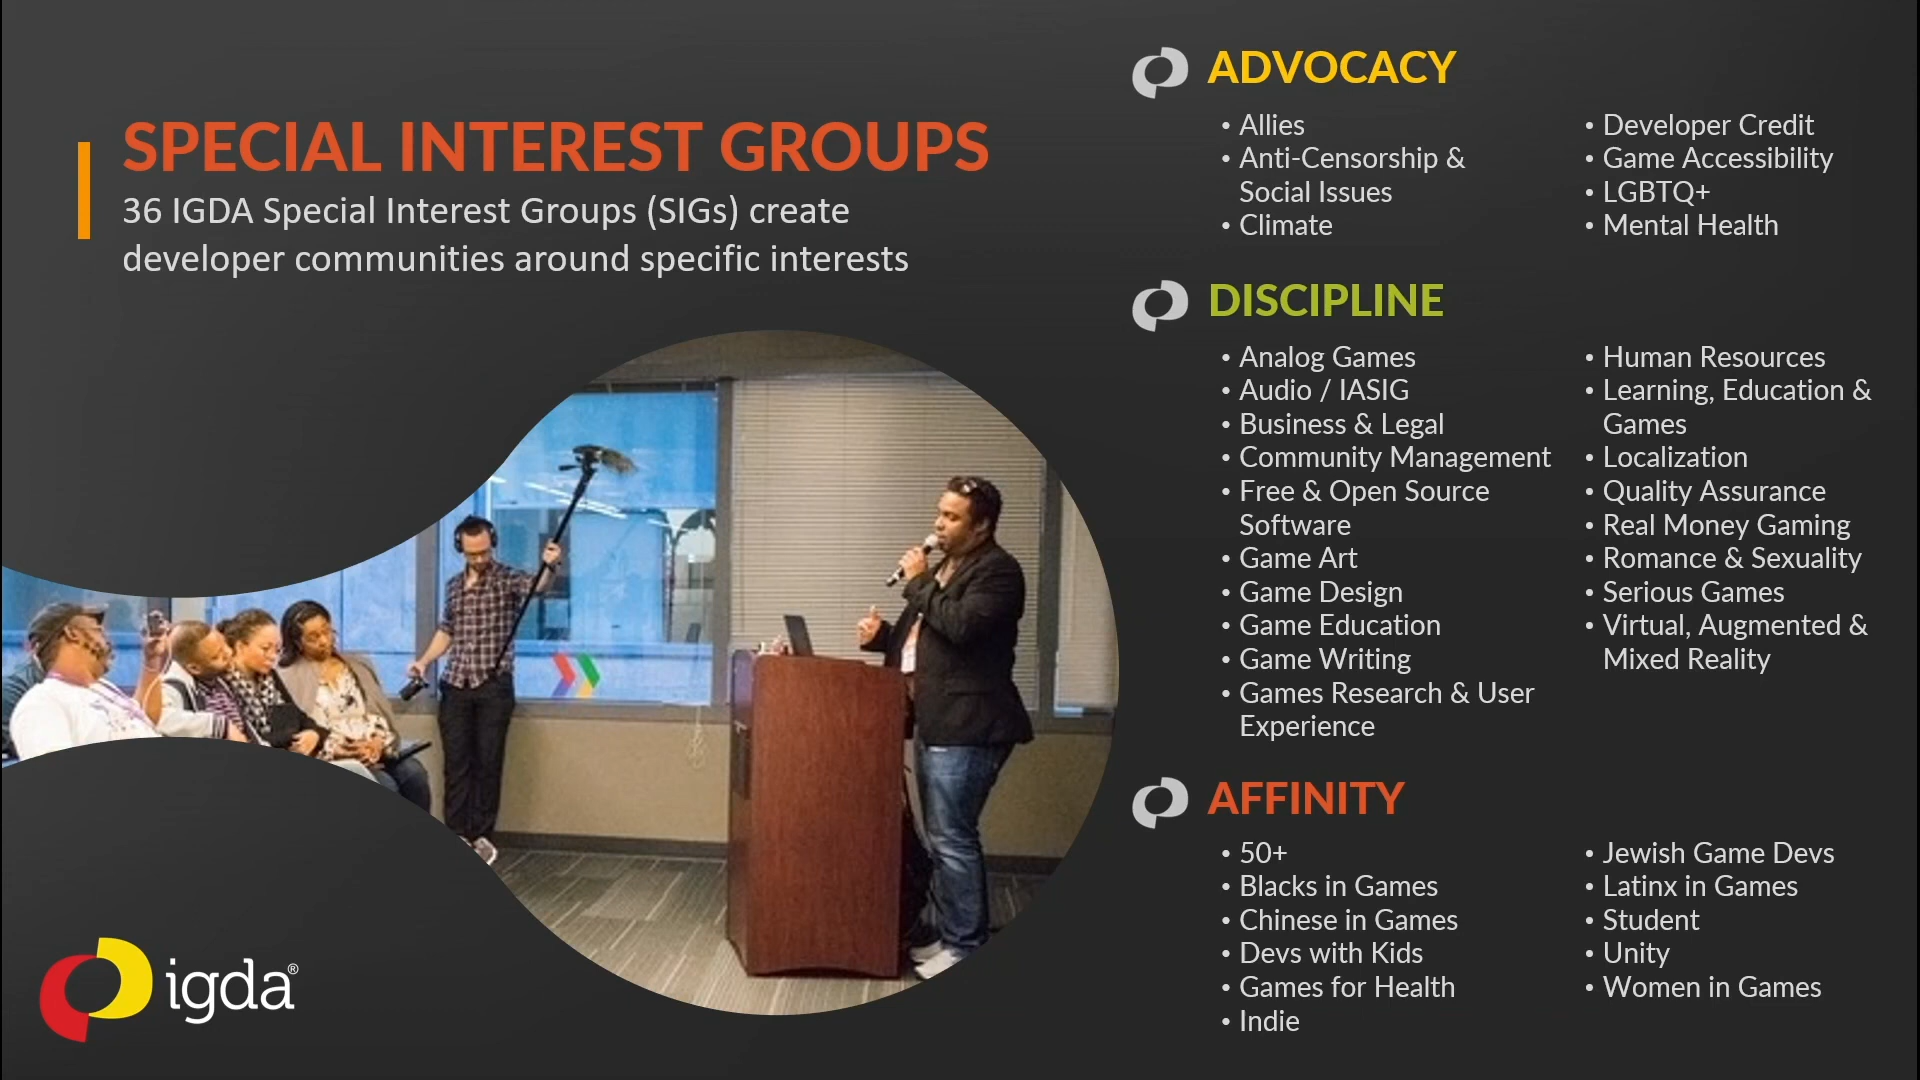 SPECIAL INTEREST GROUPS
36 IGDA Special Interest Groups (SIGs) create
developer communities around specific interests
igda®
ADVOCACY
• Allies
• Anti-Censorship &
Social Issues
• Climate
• Developer Credit
• Game Accessibility
• LGBTQ+
• Mental Health
DISCIPLINE
• Analog Games
• Audio / IASIG
• Business & Legal
• Community Management
• Free & Open Source
Software
• Game Art
• Game Design
• Game Education
• Game Writing
• Games Research & User
Experience
• Human Resources
• Learning, Education &
Games
• Localization
• Quality Assurance
• Real Money Gaming
• Romance & Sexuality
• Serious Games
• Virtual, Augmented &
Mixed Reality
AFFINITY
• 50+
• Blacks in Games
• Chinese in Games
• Devs with Kids
• Games for Health
• Indie
• Jewish Game Devs
• Latinx in Games
• Student
• Unity
• Women in Games